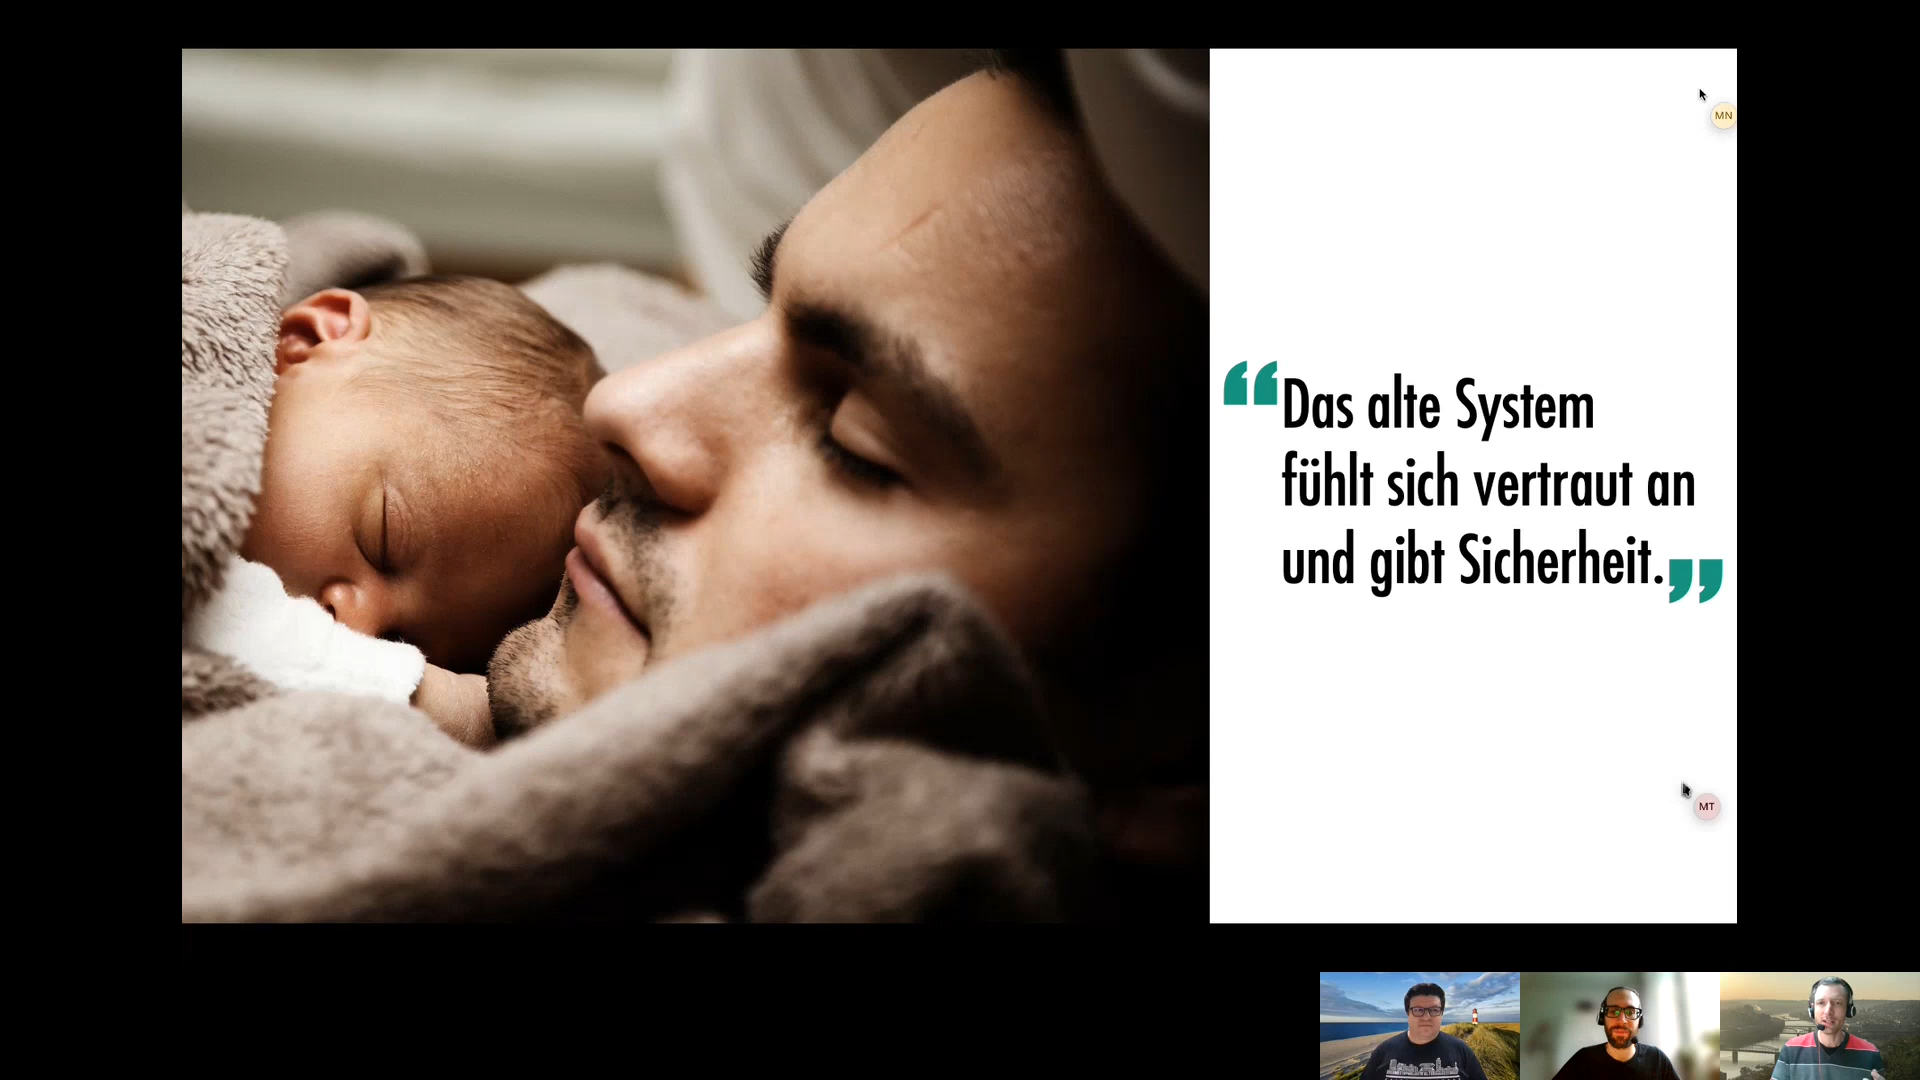 MN
“Das alte System
fühlt sich vertraut an
und gibt Sicherheit.”
MT